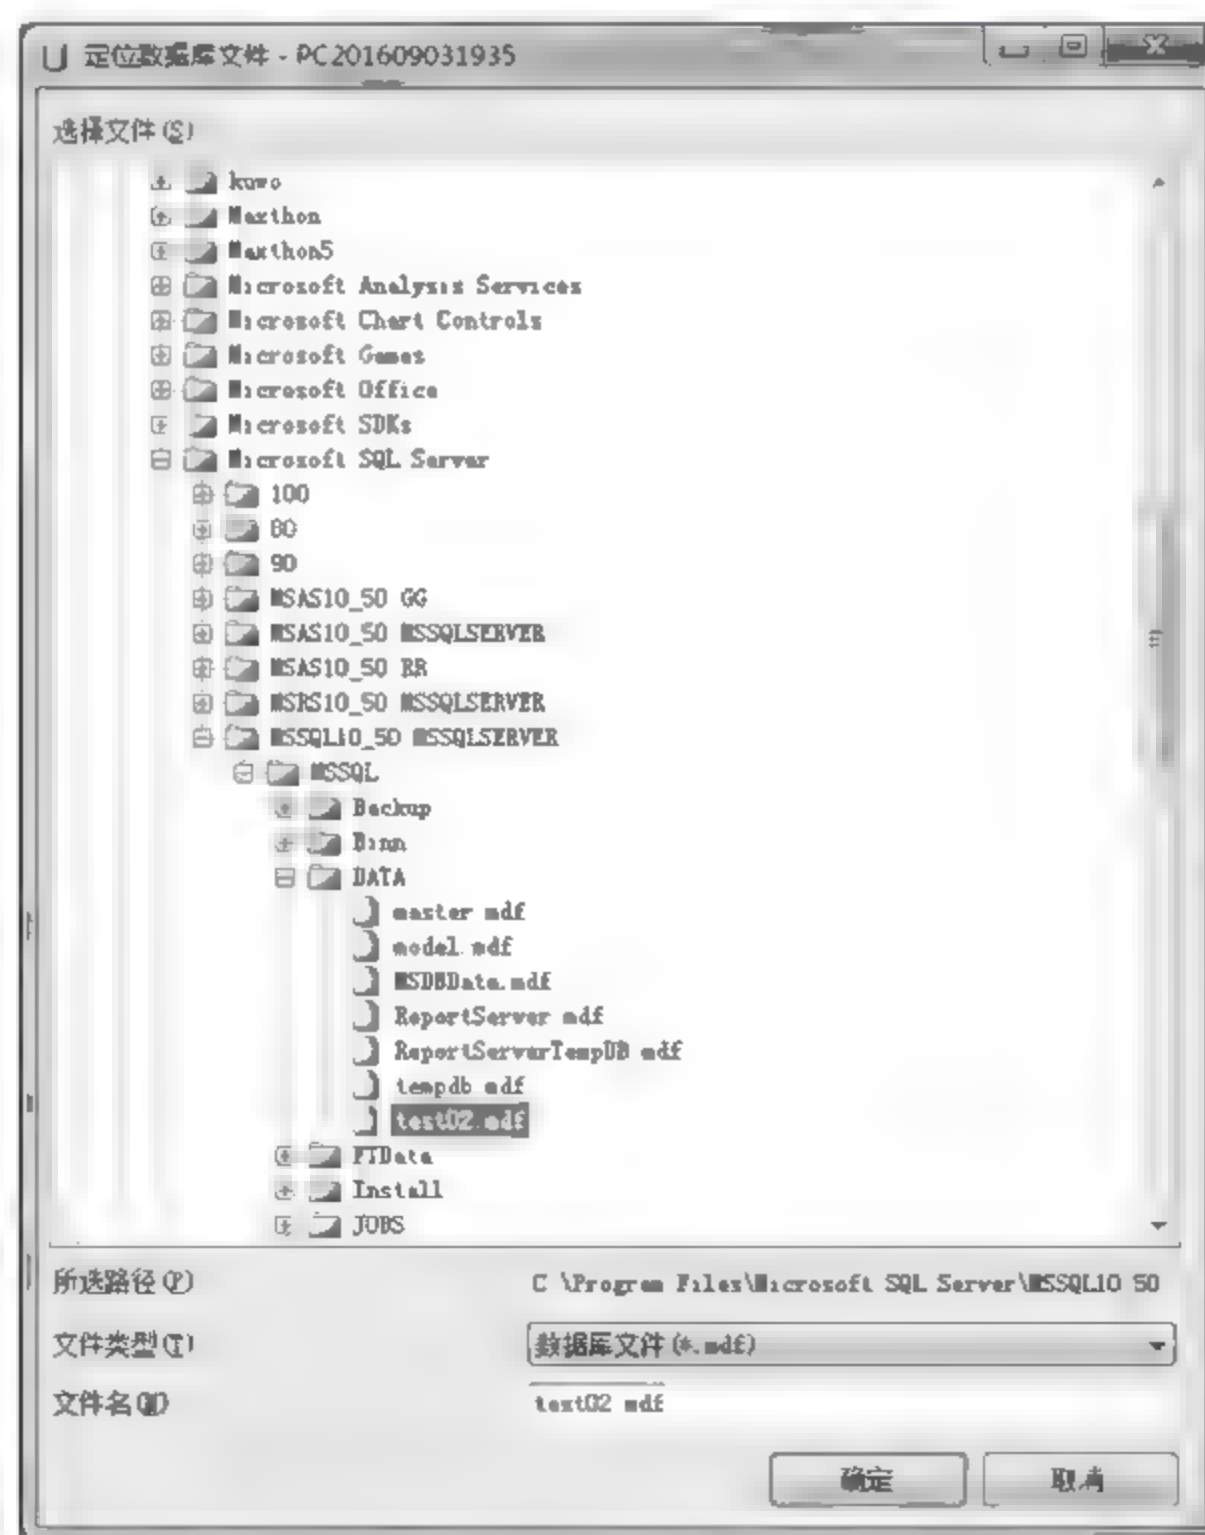 定位数据库文件 - PC201609031935
选择文件(S)
kuwo
Maxthon
Maxthon5
Microsoft Analysis Services
Microsoft Chart Controls
Microsoft Games
Microsoft Office
Microsoft SDKs
Microsoft SQL Server
100
80
90
MSAS10_50 GG
MSAS10_50 MSSQLSERVER
MSAS10_50 RR
MSRS10_50 MSSQLSERVER
MSSQL10_50 MSSQLSERVER
MSSQL
Backup
Binn
DATA
master mdf
model.mdf
MSDBData.mdf
ReportServer mdf
ReportServerTempDB mdf
tempdb mdf
test02.mdf
FTData
Install
JOBS
所选路径(P)
C \Program Files\Microsoft SQL Server\MSSQL10 50
文件类型(T)
数据库文件(*.mdf)
文件名(N)
test02 mdf
确定
取消